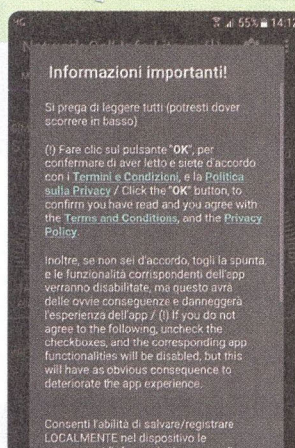 4G 55% 14:12
Informazioni importanti!
Si prega di leggere tutti (potresti dover
scorrere in basso)
(!) Fare clic sul pulsante "OK", per
confermare di aver letto e siete d'accordo
con i Termini e Condizioni, e la Politica
sulla Privacy / Click the "OK" button, to
confirm you have read and you agree with
the Terms and Conditions, and the Privacy
Policy.
Inoltre, se non sei d'accordo, togli la spunta,
e le funzionalità corrispondenti dell'app
verranno disabilitate, ma questo avrà
delle ovvie conseguenze e danneggerà
l'esperienza dell'app / (!) If you do not
agree to the following, uncheck the
checkboxes, and the corresponding app
functionalities will be disabled, but this
will have as obvious consequence to
deteriorate the app experience.
Consenti l'abilità di salvare/registrare
LOCALMENTE nel dispositivo le